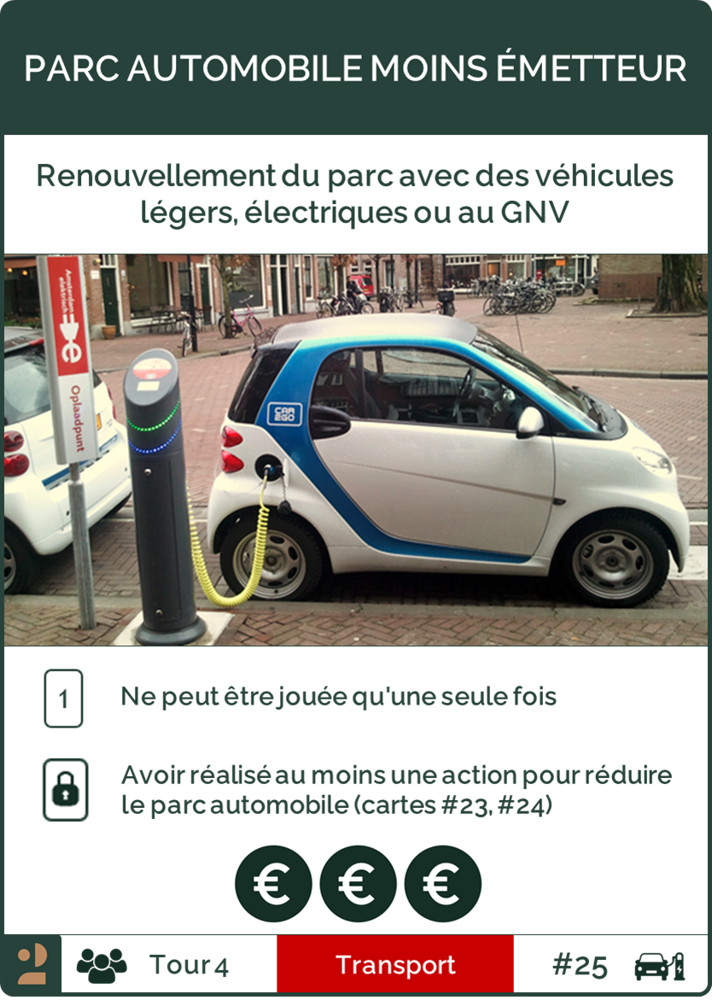 PARC AUTOMOBILE MOINS ÉMETTEUR
Renouvellement du parc avec des véhicules
légers, électriques ou au GNV
Amsterdam
elektrisch
Oplaadpunt
CAR
2GO
1
Ne peut être jouée qu'une seule fois
Avoir réalisé au moins une action pour réduire
le parc automobile (cartes #23, #24)
€ € €
Tour 4
Transport
#25